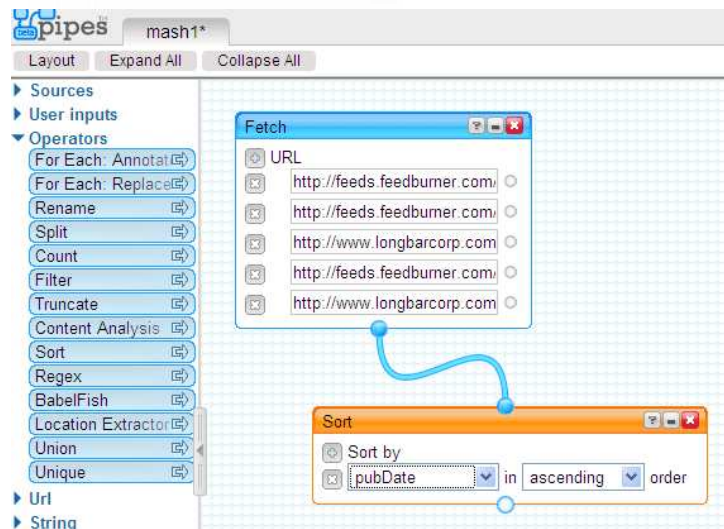 beta pipes mash1*
Layout Expand All Collapse All
Sources
User inputs
Operators
For Each: Annotat
For Each: Replace
Rename
Split
Count
Filter
Truncate
Content Analysis
Sort
Regex
BabelFish
Location Extractor
Union
Unique
Url
String
Fetch
URL
http://feeds.feedburner.com/
http://feeds.feedburner.com/
http://www.longbarcorp.com
http://feeds.feedburner.com/
http://www.longbarcorp.com
Sort
Sort by
pubDate in ascending order